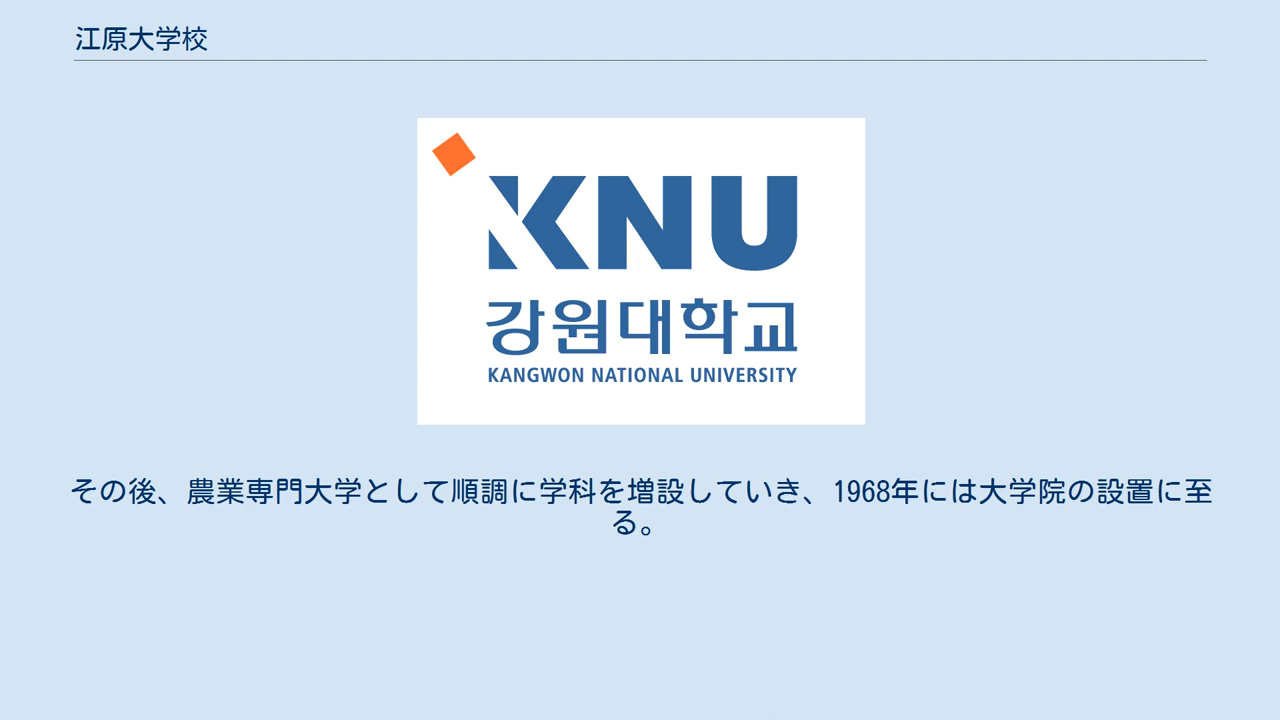 江原大学校
KNU
강원대학교
KANGWON NATIONAL UNIVERSITY
その後、農業専門大学として順調に学科を増設していき、1968年には大学院の設置に至
る。